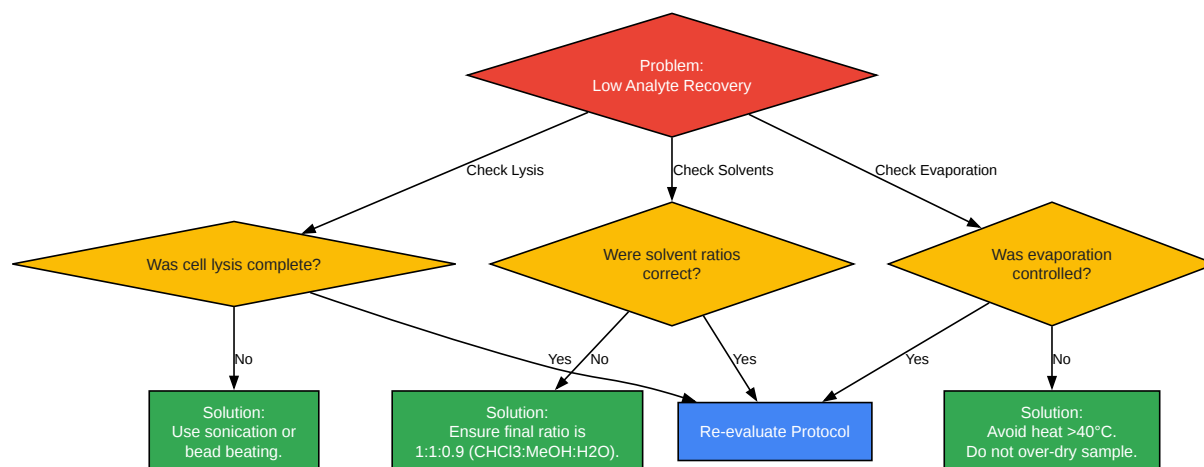 Problem:
Low Analyte Recovery
Check Lysis
Check Solvents
Check Evaporation
Was cell lysis complete?
Were solvent ratios
correct?
Was evaporation
controlled?
No
Yes
No
Yes
Yes
No
Solution:
Use sonication or
bead beating.
Solution:
Ensure final ratio is
1:1:0.9 (CHCl3:MeOH:H2O).
Re-evaluate Protocol
Solution:
Avoid heat >40°C.
Do not over-dry sample.